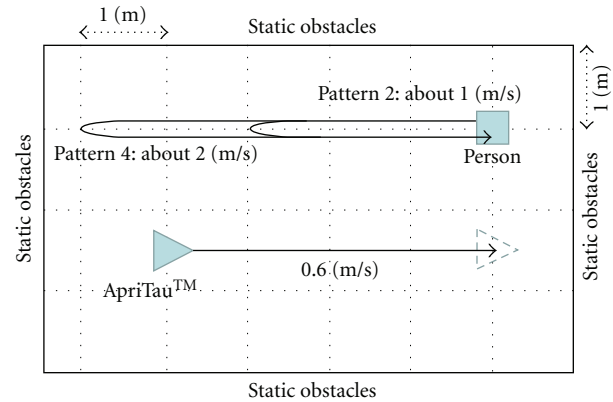 1 (m)
Static obstacles
1 (m)
Pattern 2: about 1 (m/s)
Pattern 4: about 2 (m/s)
Person
Static obstacles
Static obstacles
0.6 (m/s)
ApriTau™
Static obstacles